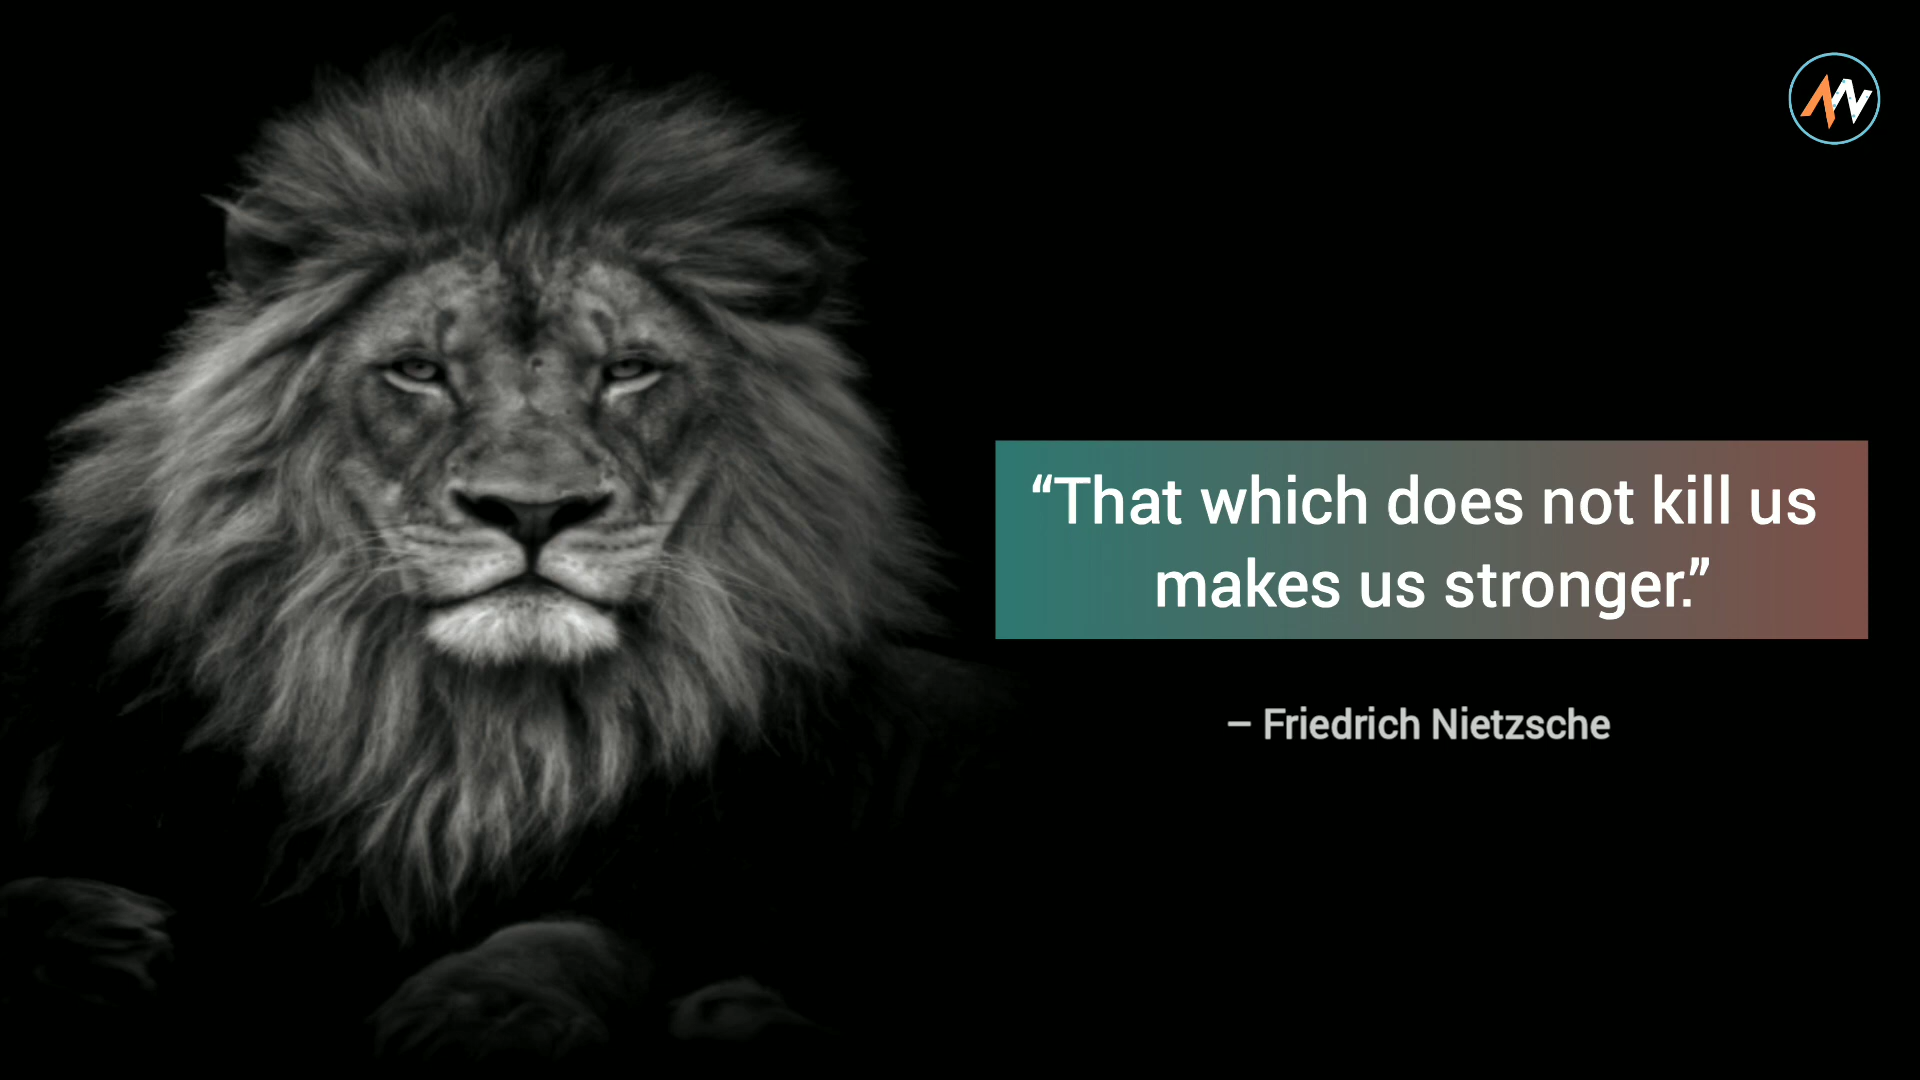 “That which does not kill us
makes us stronger.”
– Friedrich Nietzsche